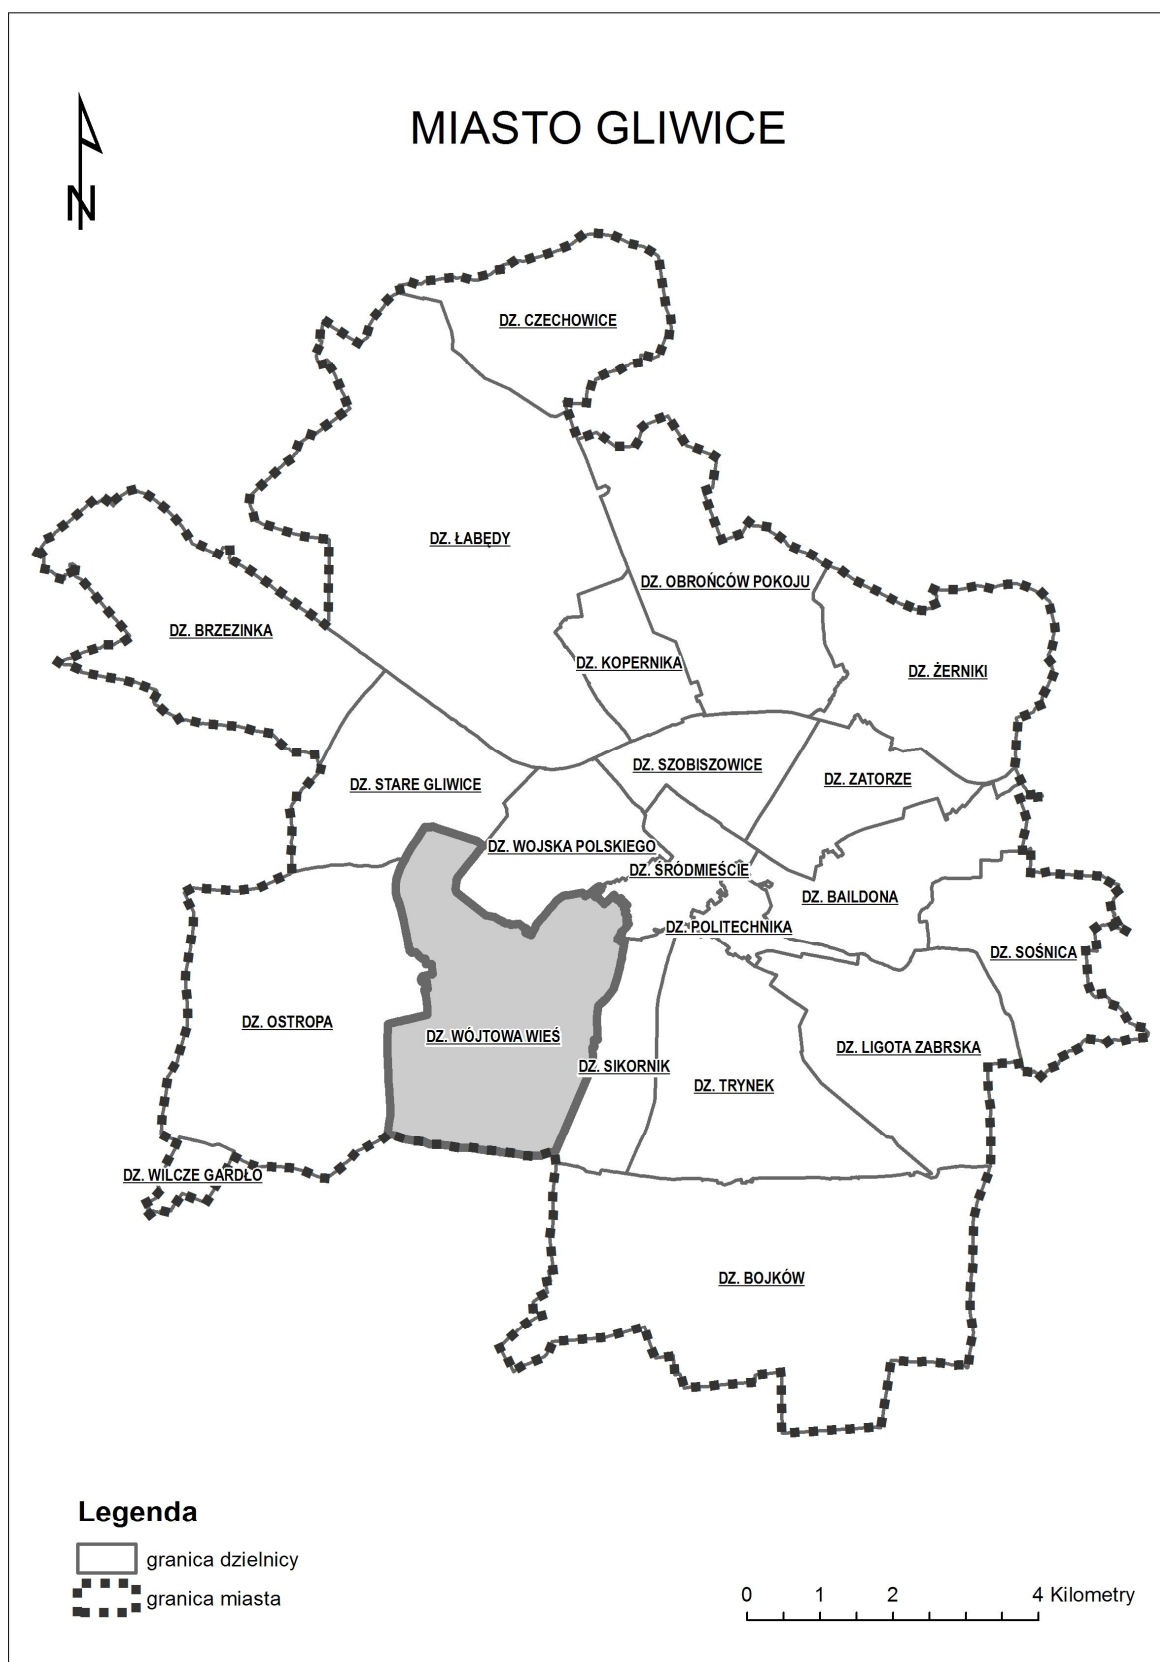 MIASTO GLIWICE
N
DZ. CZECHOWICE
DZ. ŁABĘDY
DZ. OBROŃCÓW POKOJU
DZ. BRZEZINKA
DZ. KOPERNIKA
DZ. ŻERNIKI
DZ. SZOBISZOWICE
DZ. ZATORZE
DZ. STARE GLIWICE
DZ. WOJSKA POLSKIEGO
DZ. ŚRÓDMIEŚCIE
DZ. BAILDONA
DZ. POLITECHNIKA
DZ. SOŚNICA
DZ. OSTROPA
DZ. WÓJTOWA WIEŚ
DZ. LIGOTA ZABRSKA
DZ. SIKORNIK
DZ. TRYNEK
DZ. WILCZE GARDŁO
DZ. BOJKÓW
Legenda
granica dzielnicy
granica miasta
0 1 2 4 Kilometry